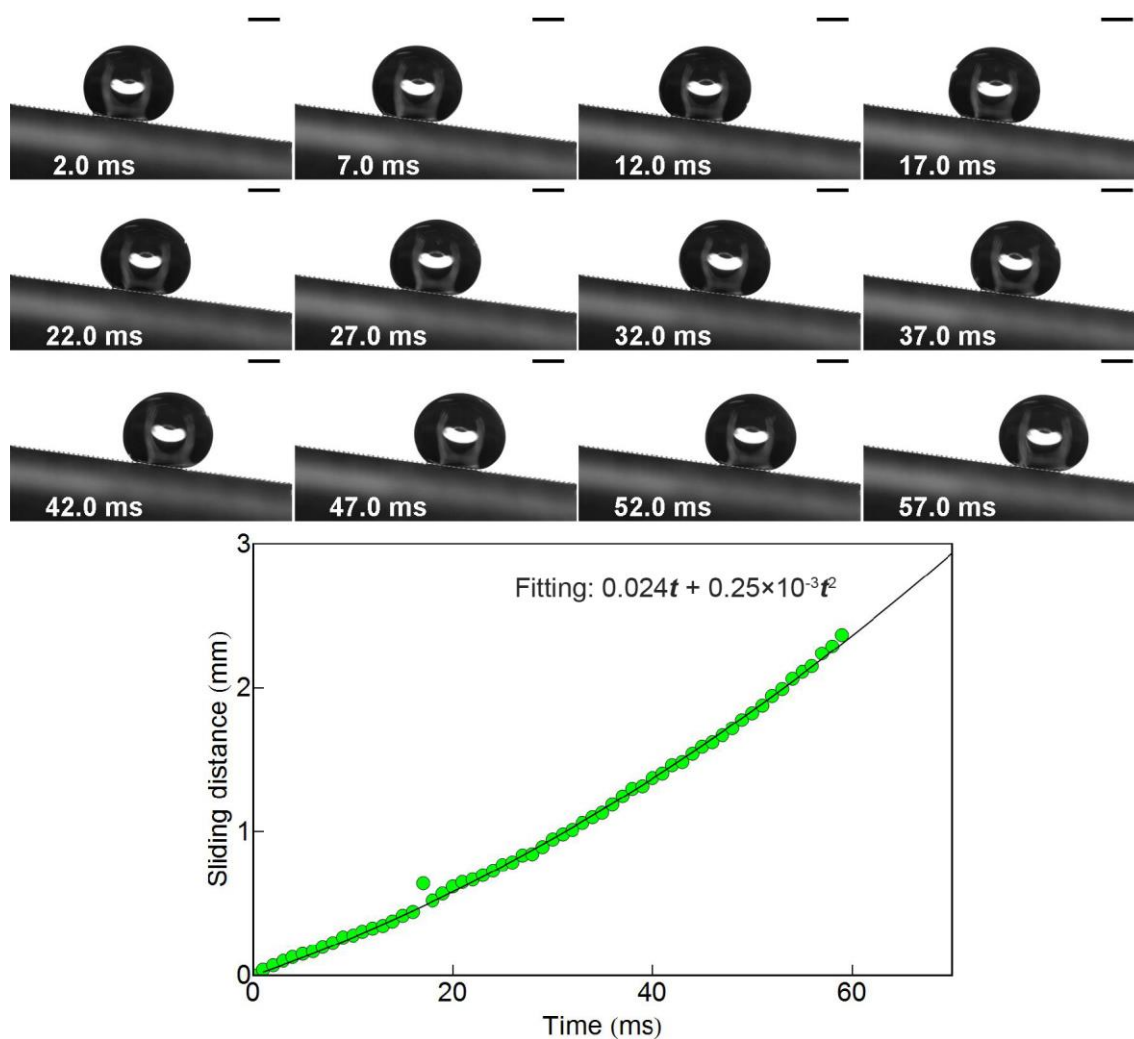 2.0 ms
7.0 ms
12.0 ms
17.0 ms
22.0 ms
27.0 ms
32.0 ms
37.0 ms
42.0 ms
47.0 ms
52.0 ms
57.0 ms
3
Fitting: 0.024t + 0.25×10⁻³t²
2
Sliding distance (mm)
1
0
0 20 40 60
Time (ms)